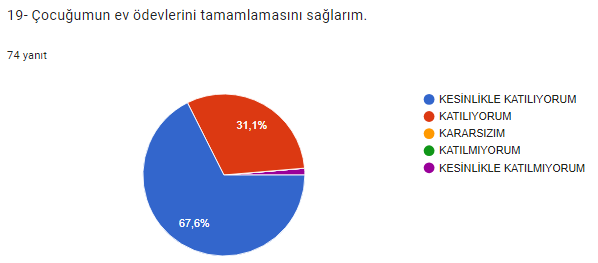 19- Çocuğumun ev ödevlerini tamamlamasını sağlarım.
74 yanıt
31,1%
67,6%
KESİNLİKLE KATILIYORUM
KATILIYORUM
KARARSIZIM
KATILMIYORUM
KESİNLİKLE KATILMIYORUM